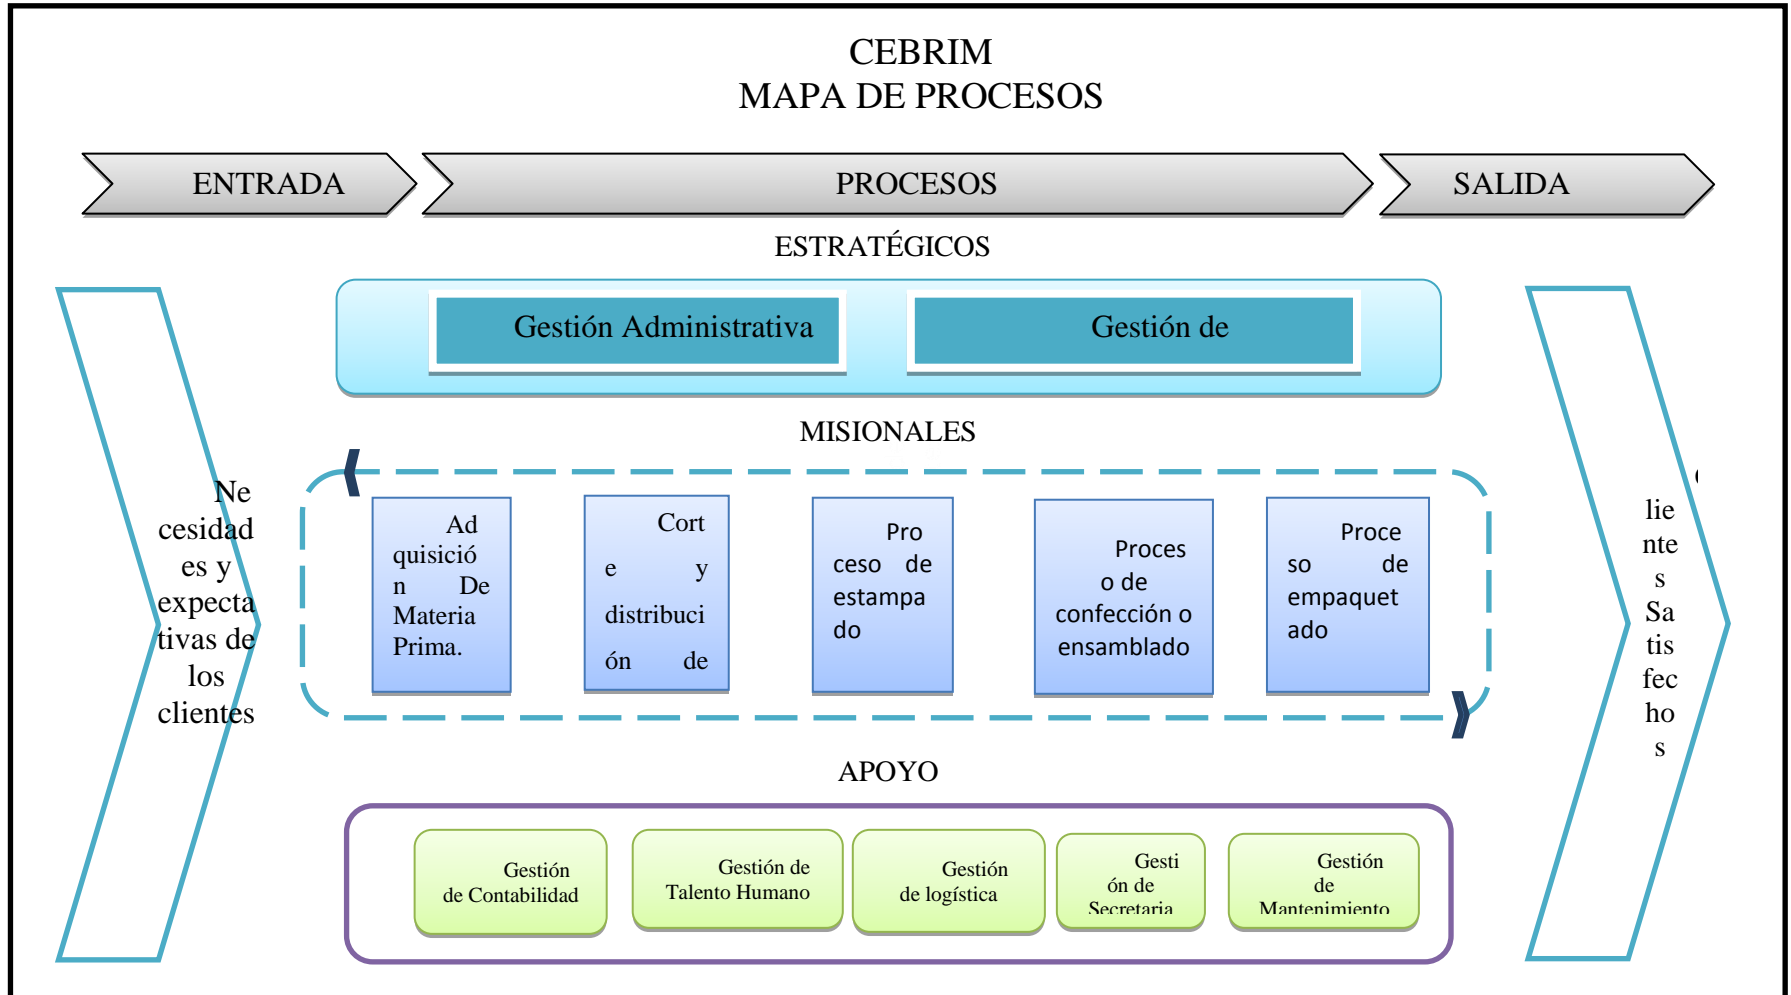 CEBRIM
MAPA DE PROCESOS
ENTRADA
PROCESOS
SALIDA
ESTRATÉGICOS
Gestión Administrativa
Gestión de
MISIONALES
Ne
cesidad
es y
expecta
tivas de
los
clientes
Ad
quisició
n De
Materia
Prima.
Cort
e y
distribuci
ón de
Pro
ceso de
estampa
do
Proces
o de
confección o
ensamblado
Proce
so de
empaquet
ado
lie
nte
s
Sa
tis
fec
ho
s
APOYO
Gestión
de Contabilidad
Gestión de
Talento Humano
Gestión
de logística
Gesti
ón de
Secretaria
Gestión
de
Mantenimiento